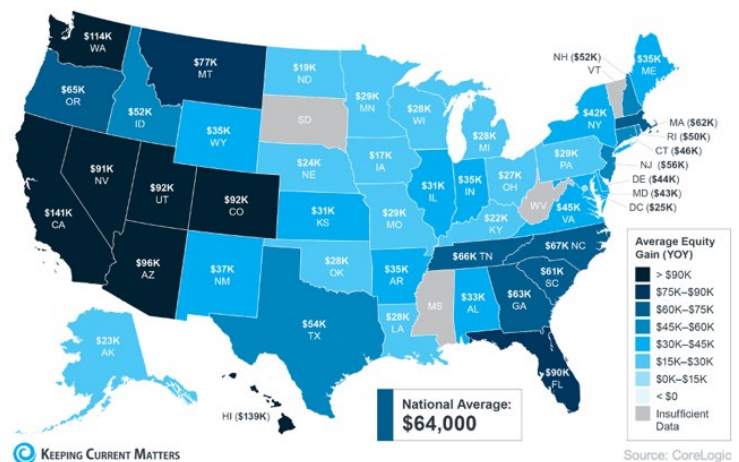 $114K
WA
$65K
OR
$52K
ID
$77K
MT
$19K
ND
SD
$35K
WY
$24K
NE
$29K
MN
$28K
WI
$28K
MI
$17K
IA
$31K
IL
$35K
IN
$27K
OH
$29K
PA
$42K
NY
$35K
ME
NH ($52K)
VT
MA ($62K)
RI ($50K)
CT ($46K)
NJ ($56K)
DE ($44K)
MD ($43K)
DC ($25K)
$141K
CA
$91K
NV
$92K
UT
$92K
CO
$96K
AZ
$37K
NM
$31K
KS
$28K
OK
$54K
TX
$29K
MO
$35K
AR
$28K
LA
MS
$33K
AL
$66K TN
$22K
KY
WV
$45K
VA
$67K NC
$61K
SC
$63K
GA
$90K
FL
$23K
AK
HI ($139K)
Average Equity
Gain (YOY)
> $90K
$75K–$90K
$60K–$75K
$45K–$60K
$30K–$45K
$15K–$30K
$0K–$15K
< $0
Insufficient
Data
National Average:
$64,000
KEEPING CURRENT MATTERS
Source: CoreLogic